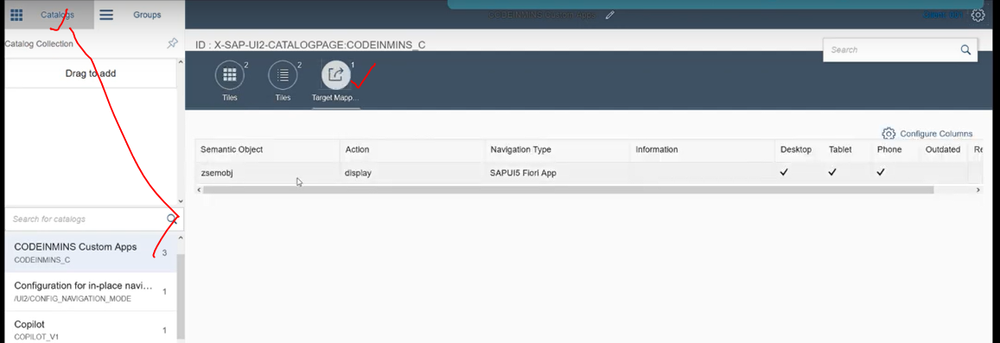 Catalogs
Groups
CODEINMINS Custom Apps
Catalog Collection
ID : X-SAP-UI2-CATALOGPAGE:CODEINMINS_C
Search
Drag to add
2
2
1
Tiles
Tiles
Target Mapp...
Configure Columns
Semantic Object
Action
Navigation Type
Information
Desktop
Tablet
Phone
Outdated
Re
zsemobj
display
SAPUI5 Fiori App
Search for catalogs
CODEINMINS Custom Apps
3
CODEINMINS_C
Configuration for in-place navi...
1
/UI2/CONFIG_NAVIGATION_MODE
Copilot
1
COPILOT_V1